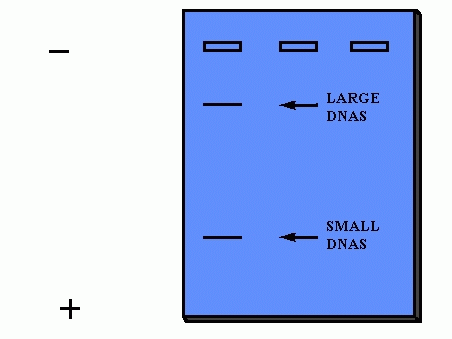 −
LARGE
DNAS
SMALL
DNAS
+